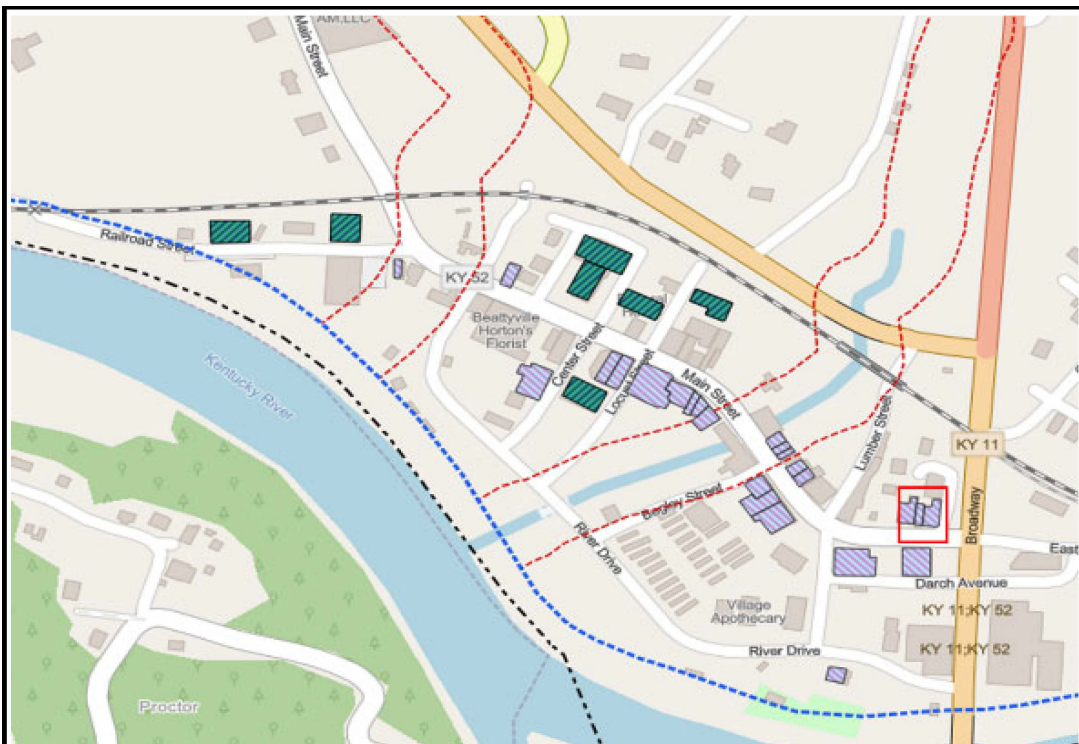 AM,LLC
Main Street
Railroad Street
KY 52
Beattyville
Horton's
Florist
Center Street
Main Street
Kentucky River
Lumber Street
KY 11
Begley Street
Broadway
River Drive
East
Darch Avenue
Village
Apothecary
KY 11;KY 52
River Drive
KY 11;KY 52
Proctor